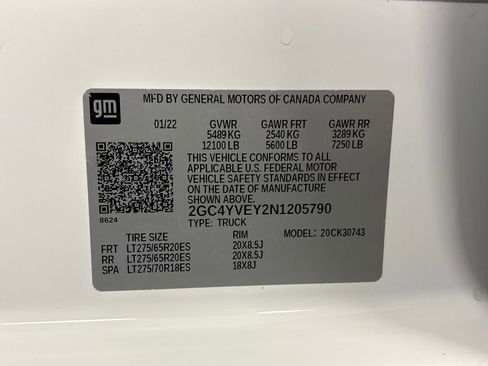 gm
MFD BY GENERAL MOTORS OF CANADA COMPANY
01/22 GVWR GAWR FRT GAWR RR
5489 KG 2540 KG 3289 KG
12100 LB 5600 LB 7250 LB
THIS VEHICLE CONFORMS TO ALL
APPLICABLE U.S. FEDERAL MOTOR
VEHICLE SAFETY STANDARDS IN
EFFECT ON THE DATE OF MANUFACTURE
SHOWN ABOVE.
2GC4YVEY2N1205790
8624
TYPE: TRUCK
TIRE SIZE RIM MODEL: 20CK30743
FRT LT275/65R20ES 20X8.5J
RR LT275/65R20ES 20X8.5J
SPA LT275/70R18ES 18X8J